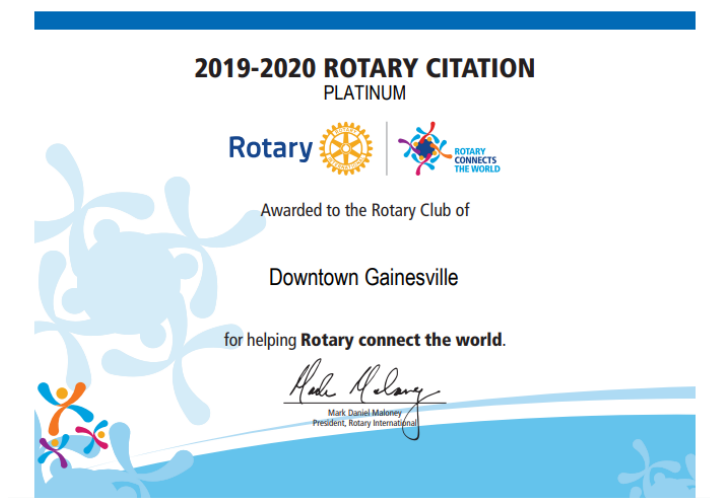 2019-2020 ROTARY CITATION
PLATINUM
Rotary
ROTARY
CONNECTS
THE WORLD
Awarded to the Rotary Club of
Downtown Gainesville
for helping Rotary connect the world.
Mark Daniel Maloney
President, Rotary International